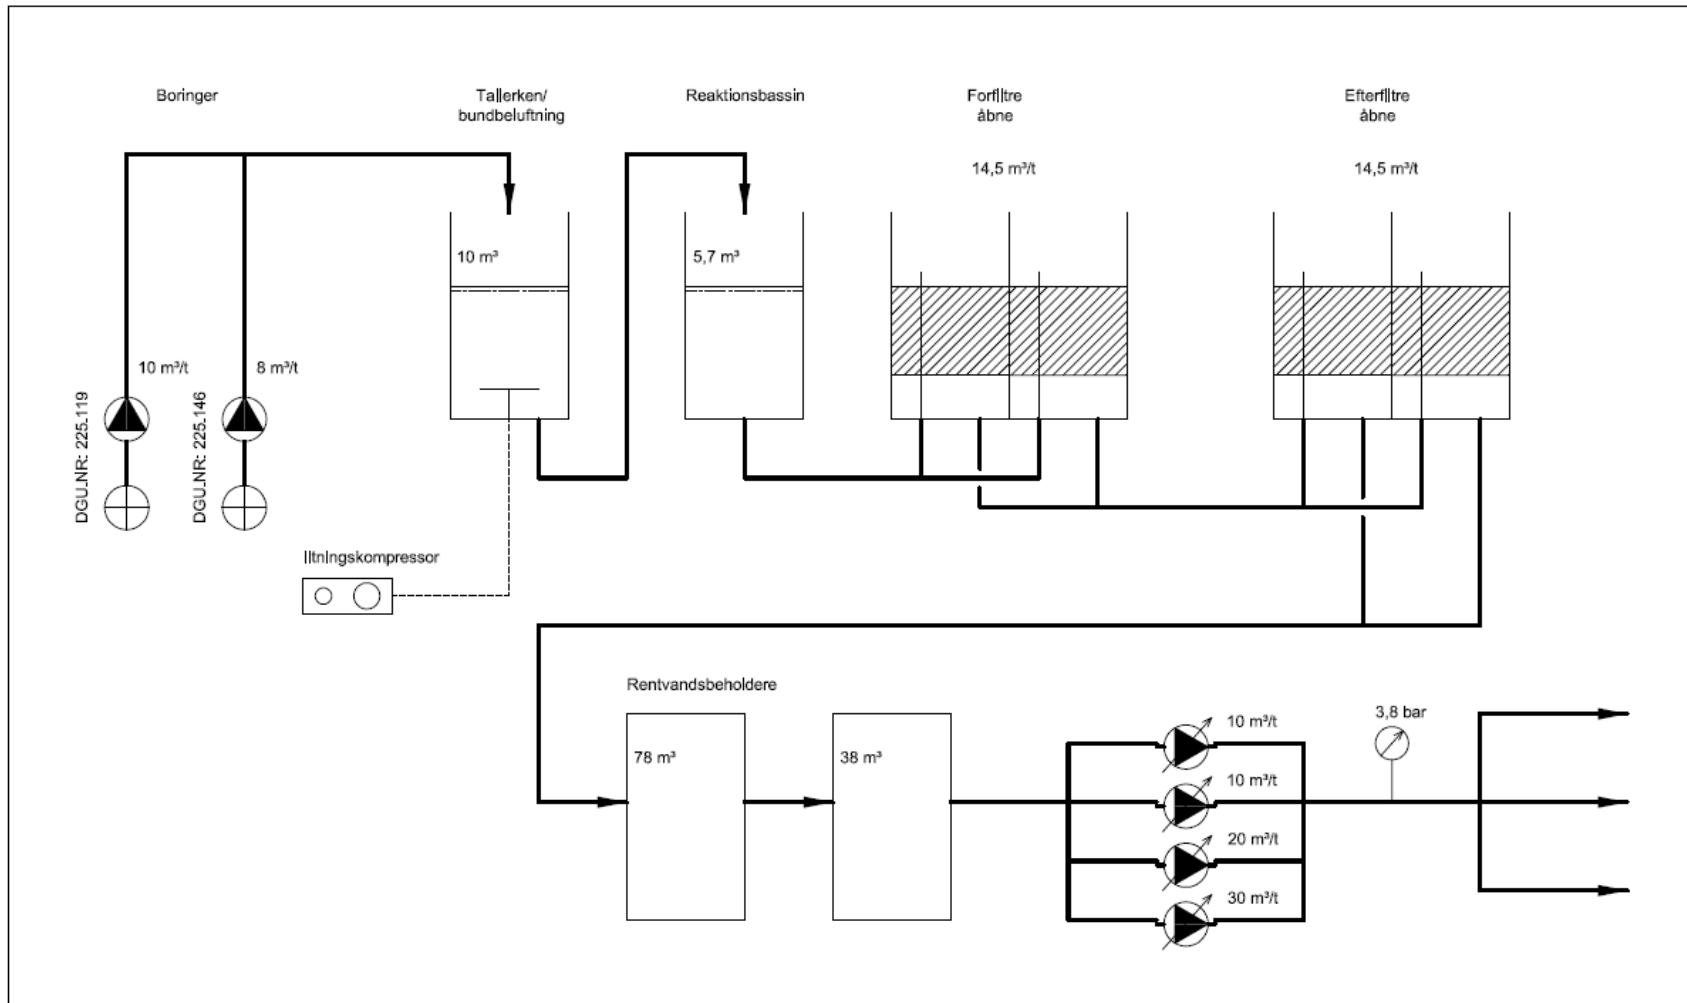 Boringer
Tallerken/
bundbeluftning
Reaktionsbassin
Forfiltre
åbne
Efterfiltre
åbne
14,5 m³/t
14,5 m³/t
10 m³
5,7 m³
10 m³/t
8 m³/t
DGU.NR: 225.119
DGU.NR: 225.146
Iltningskompressor
Rentvandsbeholdere
78 m³
38 m³
10 m³/t
10 m³/t
20 m³/t
30 m³/t
3,8 bar